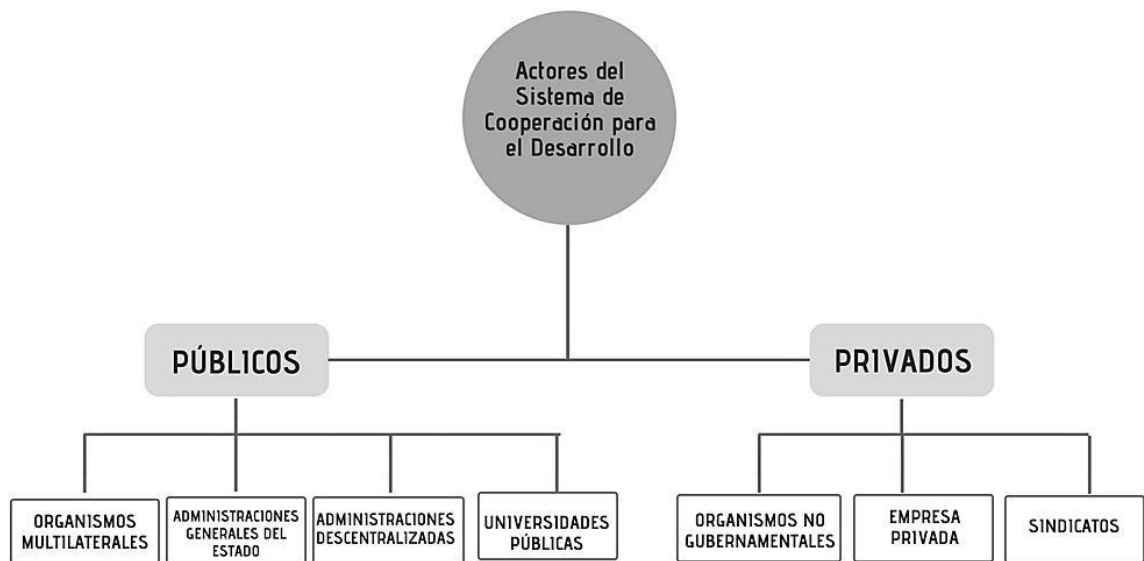 Actores del
Sistema de
Cooperación para
el Desarrollo
PÚBLICOS
PRIVADOS
ORGANISMOS
MULTILATERALES
ADMINISTRACIONES
GENERALES DEL
ESTADO
ADMINISTRACIONES
DESCENTRALIZADAS
UNIVERSIDADES
PÚBLICAS
ORGANISMOS NO
GUBERNAMENTALES
EMPRESA
PRIVADA
SINDICATOS